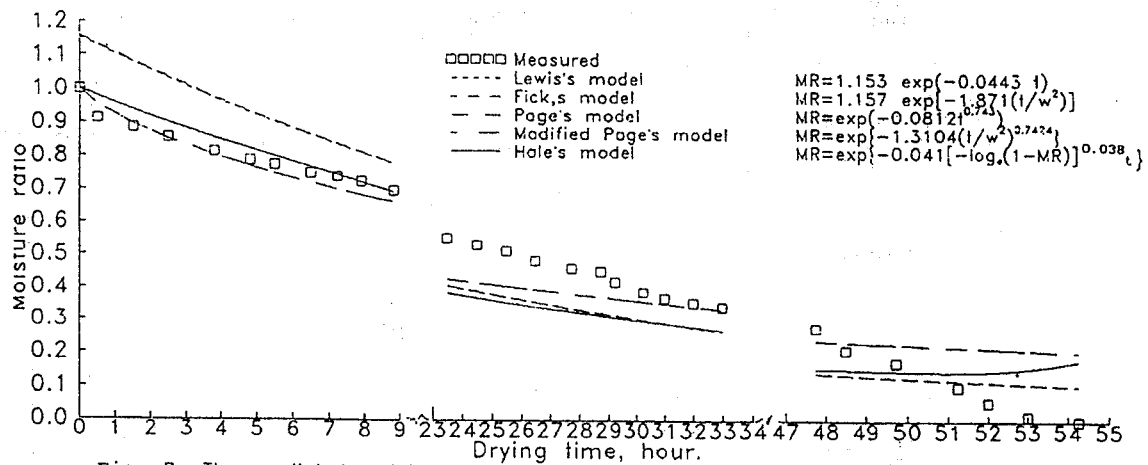 1.2
1.1
1.0
0.9
0.8
0.7
0.6
0.5
0.4
0.3
0.2
0.1
0.0
Moisture ratio
Measured
Lewis's model
Fick,s model
Page's model
Modified Page's model
Hale's model
MR=1.153 exp(-0.0443 t)
MR=1.157 exp{-1.871(t/w²)]
MR=exp(-0.0812t^0.743)
MR=exp{-1.3104(t/w²)^0.7424}
MR=exp{-0.041[-logₑ(1-MR)]^0.038 t}
0 1 2 3 4 5 6 7 8 9 23 24 25 26 27 28 29 30 31 32 33 34 47 48 49 50 51 52 53 54 55
Drying time, hour.